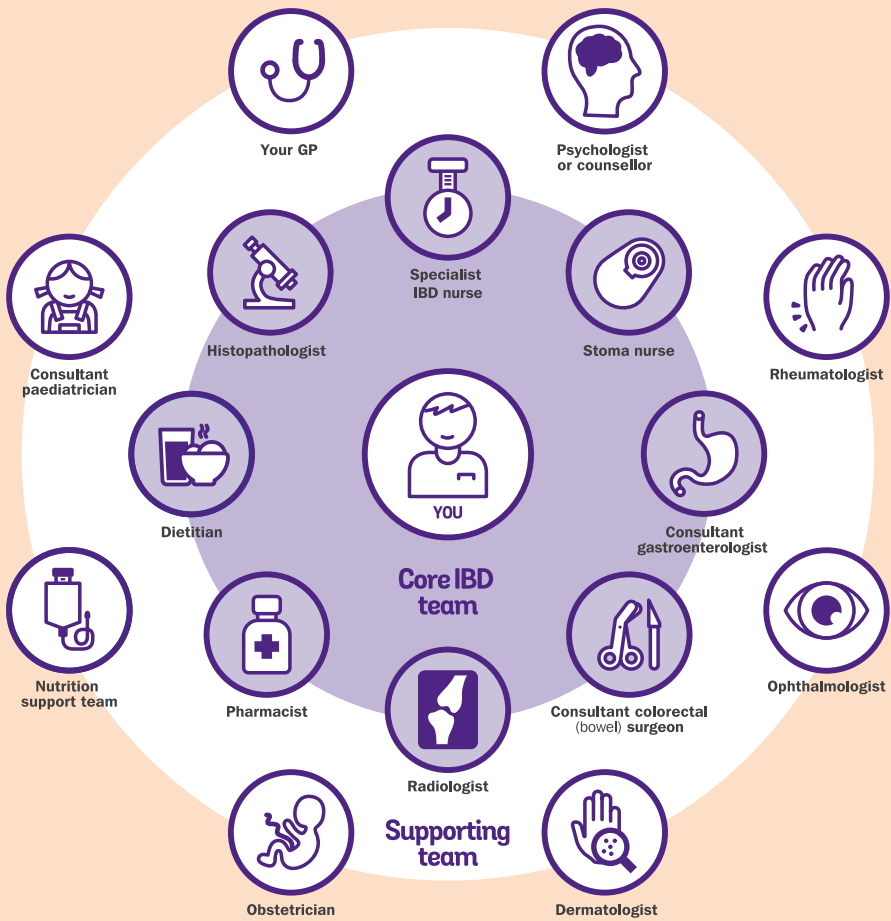 Your GP
Psychologist
or counsellor
Specialist
IBD nurse
Histopathologist
Stoma nurse
Consultant
paediatrician
Rheumatologist
YOU
Dietitian
Consultant
gastroenterologist
Core IBD
team
Nutrition
support team
Pharmacist
Consultant colorectal
(bowel) surgeon
Ophthalmologist
Radiologist
Supporting
team
Obstetrician
Dermatologist